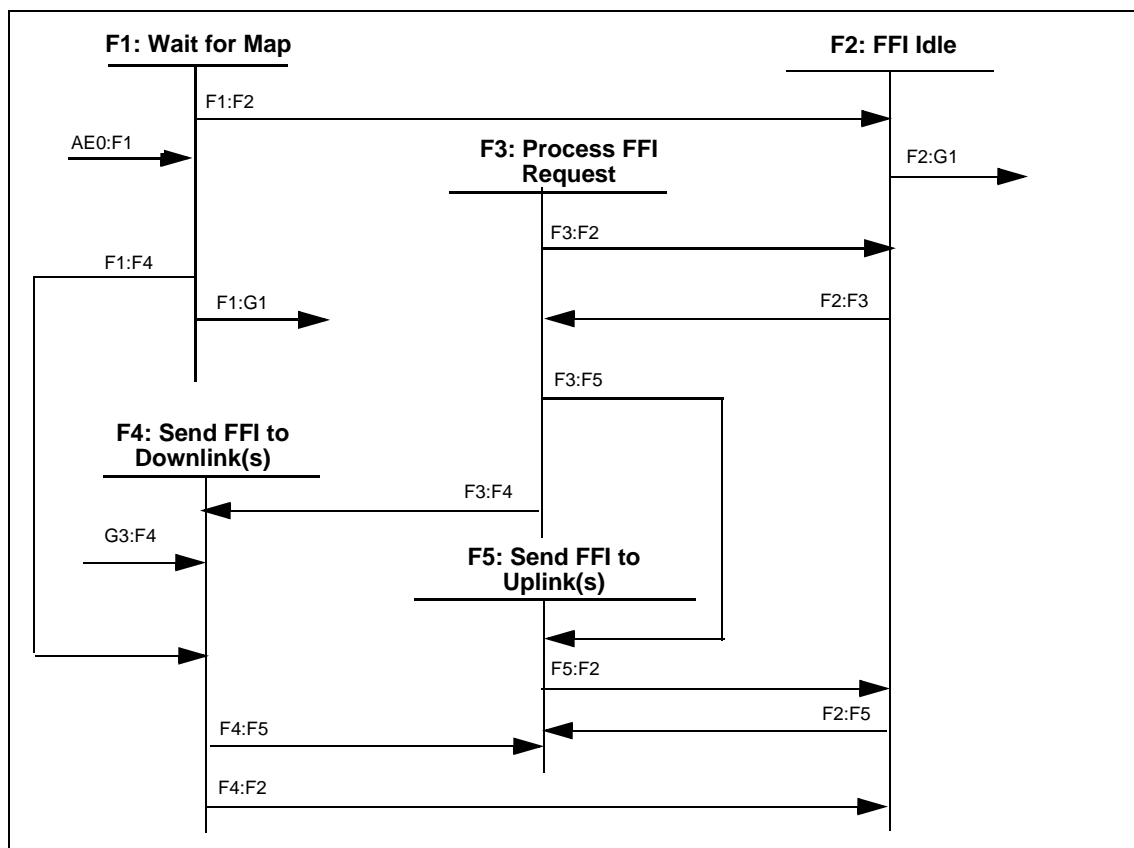 F1: Wait for Map
F2: FFI Idle
F1:F2
AE0:F1
F3: Process FFI
Request
F2:G1
F3:F2
F1:F4
F1:G1
F2:F3
F3:F5
F4: Send FFI to
Downlink(s)
F3:F4
G3:F4
F5: Send FFI to
Uplink(s)
F5:F2
F2:F5
F4:F5
F4:F2